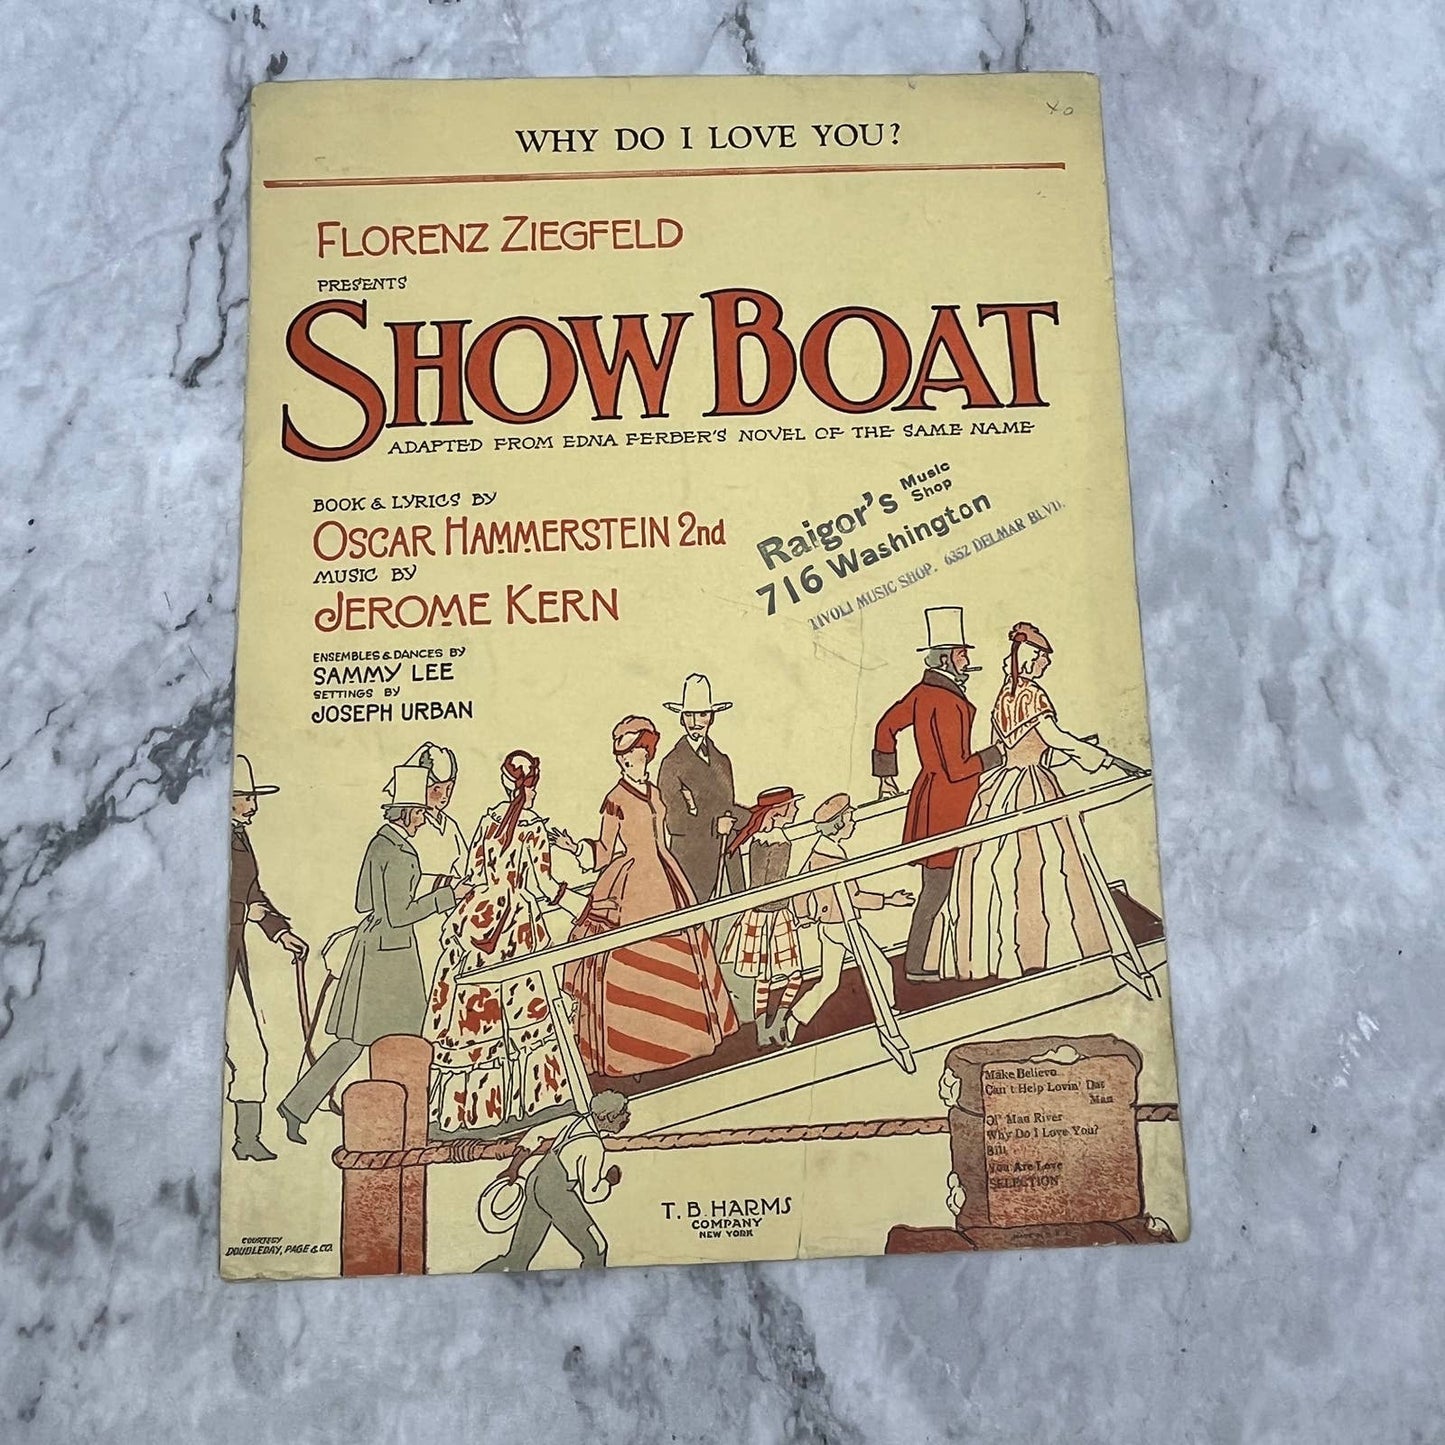 WHY DO I LOVE YOU?
FLORENZ ZIEGFELD
PRESENTS
SHOW BOAT
ADAPTED FROM EDNA FERBER'S NOVEL OF THE SAME NAME
BOOK & LYRICS BY
OSCAR HAMMERSTEIN 2nd
MUSIC BY
JEROME KERN
ENSEMBLES & DANCES BY
SAMMY LEE
SETTINGS BY
JOSEPH URBAN
Raigor's Music Shop
716 Washington
TIVOLI MUSIC SHOP. 6352 DELMAR BLVD.
Make Believe
Can't Help Lovin' Dat
Man
Ol' Man River
Why Do I Love You?
Bill
You Are Love
SELECTION
T. B. HARMS
COMPANY
NEW YORK
COURTESY
DOUBLEDAY, PAGE & CO.